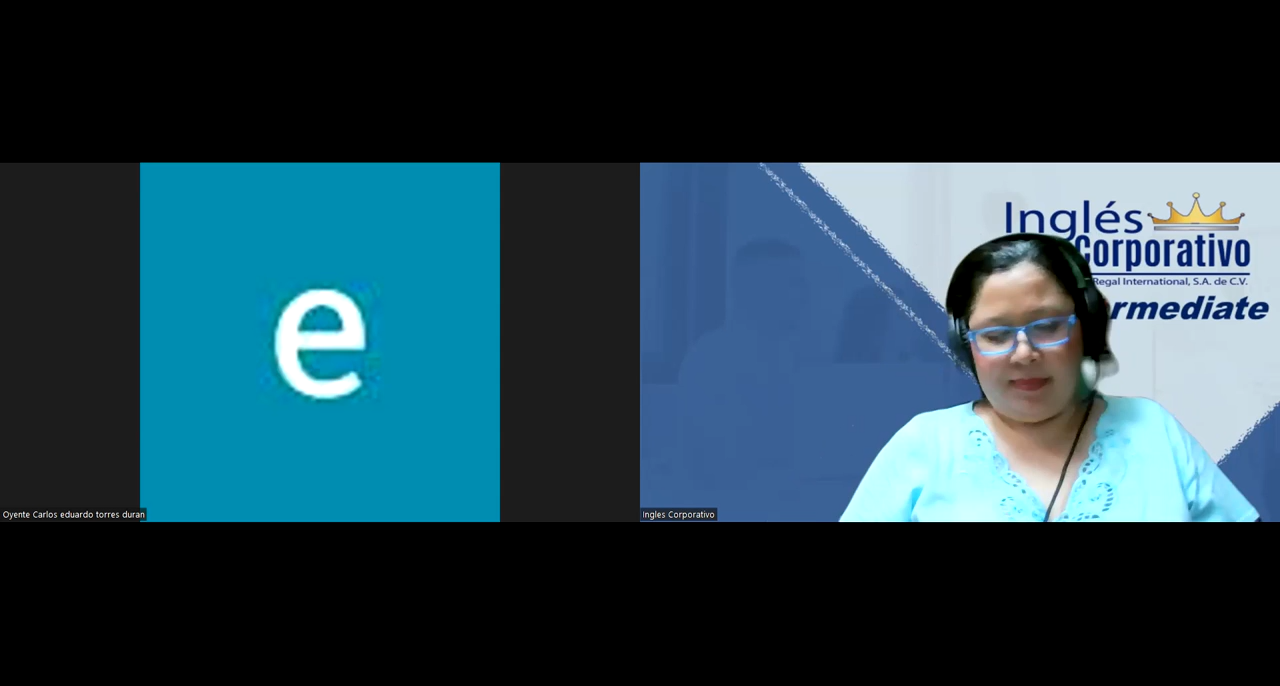 e
Oyente Carlos eduardo torres duran
Inglés
Corporativo
Regal International, S.A. de C.V.
rmediate
Ingles Corporativo